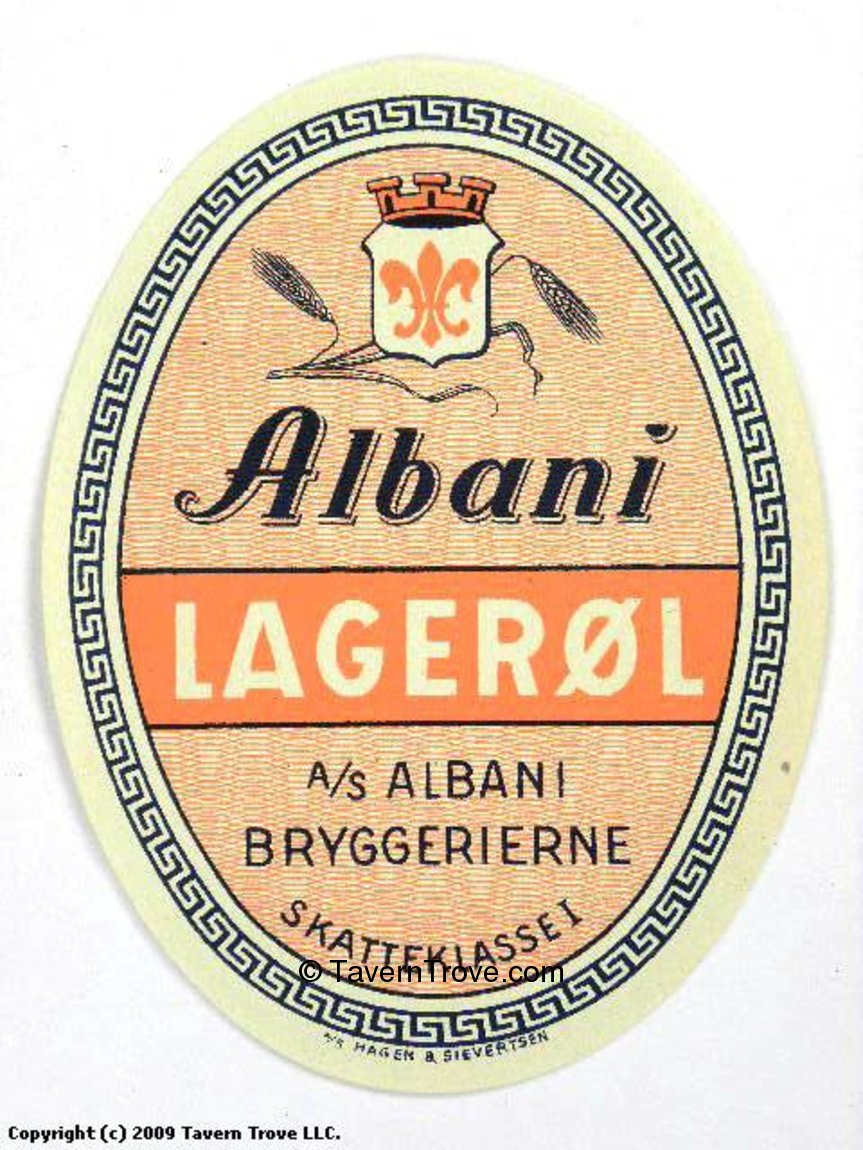 Albani
LAGERØL
A/S ALBANI
BRYGGERIERNE
SKATTEKLASSE I
© TavernTrove.com
A/S HAGEN & SIEVERTSEN
Copyright (c) 2009 Tavern Trove LLC.